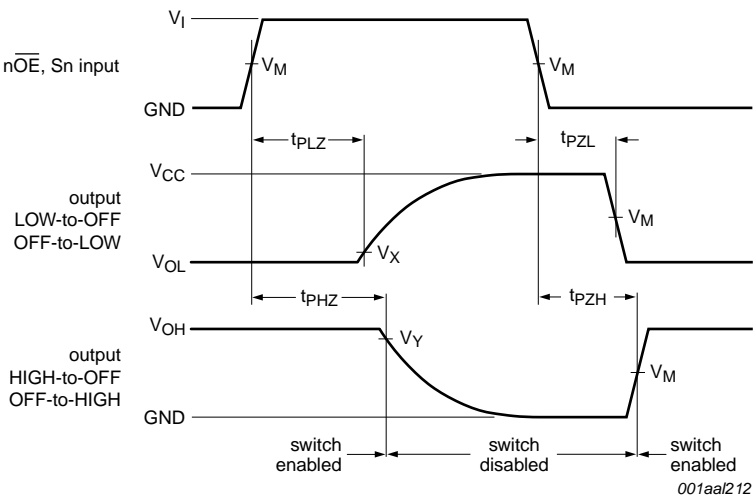 V_I
nO̅E̅, Sn input
V_M
V_M
GND
t_PLZ
t_PZL
V_CC
output
LOW-to-OFF
OFF-to-LOW
V_M
V_X
V_OL
t_PHZ
t_PZH
V_OH
V_Y
output
HIGH-to-OFF
OFF-to-HIGH
V_M
GND
switch
enabled
switch
disabled
switch
enabled
001aal212